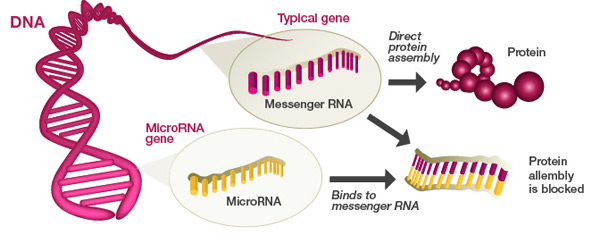 DNA
Typical gene
Messenger RNA
Direct
protein
assembly
Protein
MicroRNA
gene
MicroRNA
Binds to
messenger RNA
Protein
allembly
is blocked